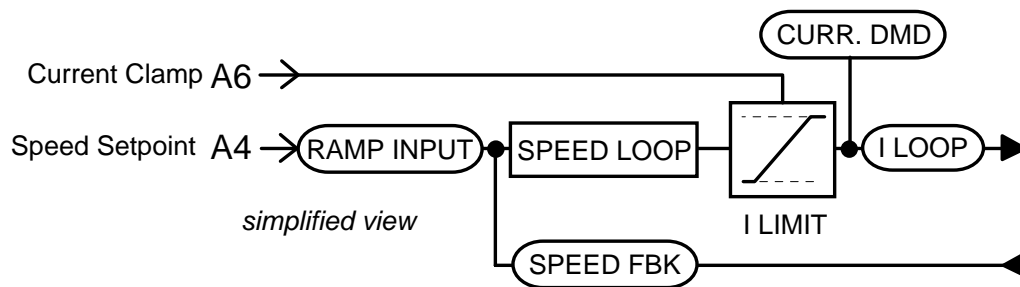 CURR. DMD
Current Clamp A6
Speed Setpoint A4
RAMP INPUT
SPEED LOOP
I LOOP
simplified view
I LIMIT
SPEED FBK